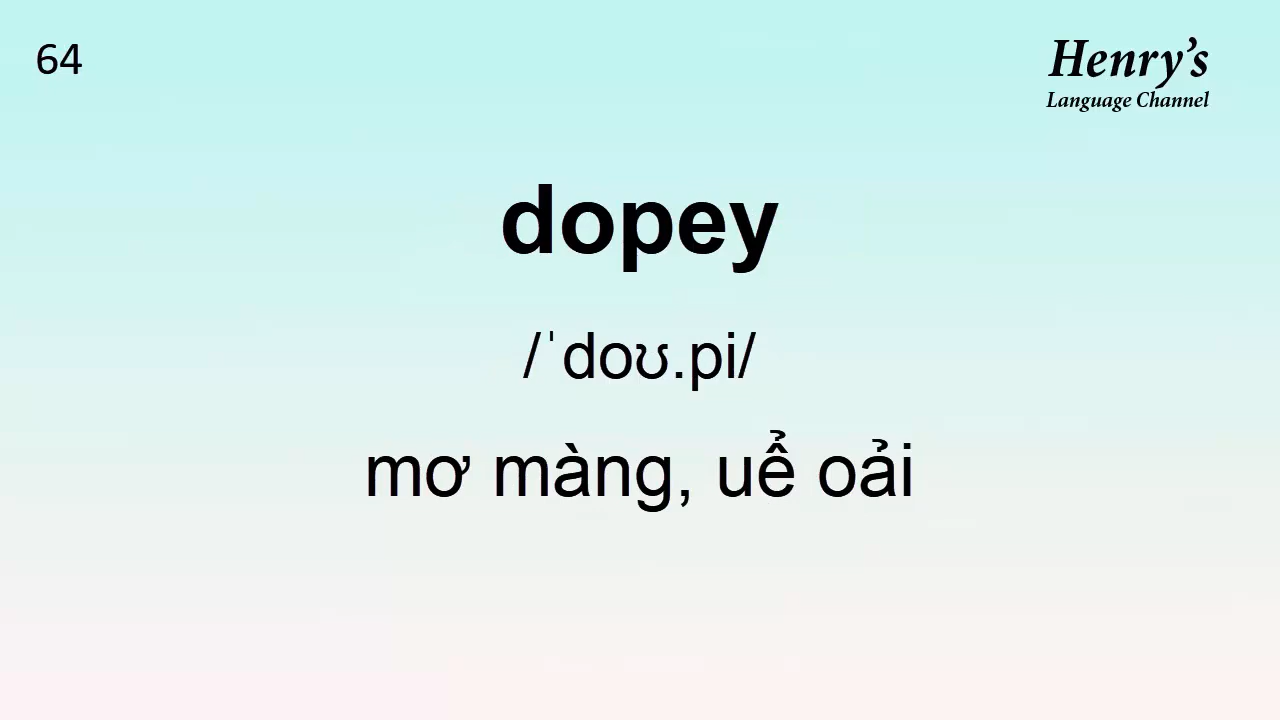 64
Henry's
Language Channel
dopey
/ˈdoʊ.pi/
mơ màng, uể oải